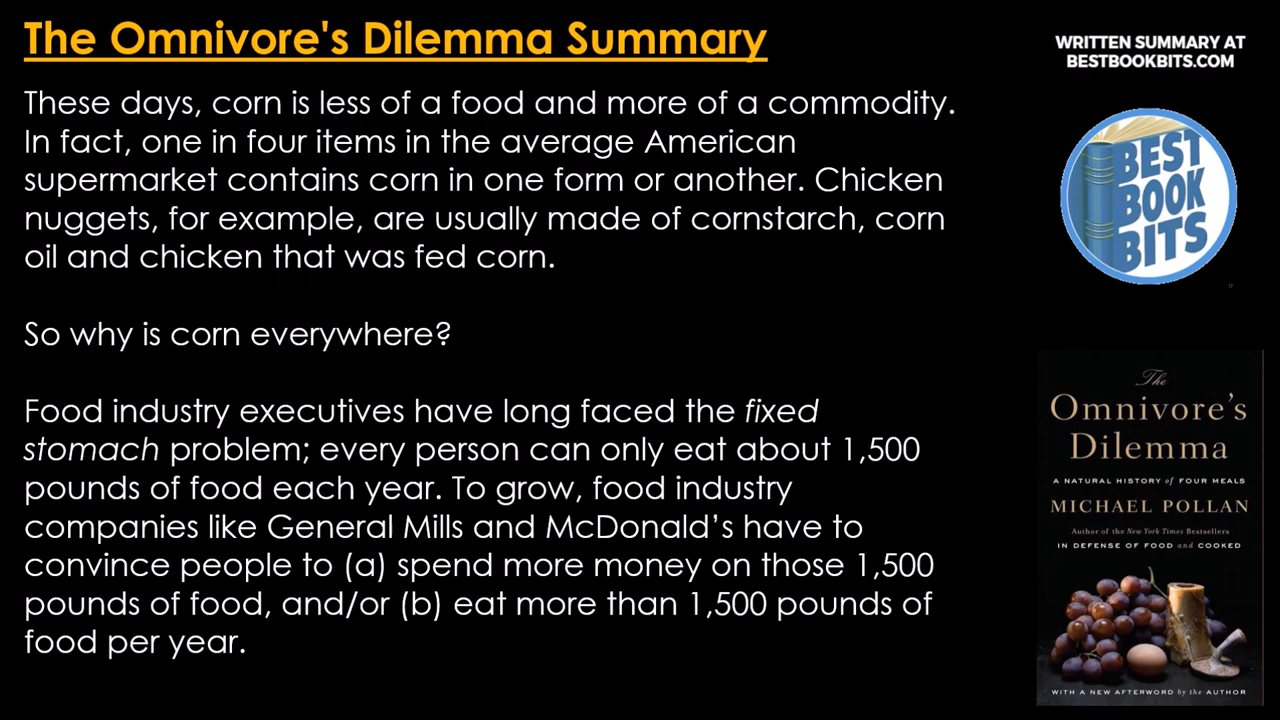 The Omnivore's Dilemma Summary
These days, corn is less of a food and more of a commodity.
In fact, one in four items in the average American
supermarket contains corn in one form or another. Chicken
nuggets, for example, are usually made of cornstarch, corn
oil and chicken that was fed corn.
So why is corn everywhere?
Food industry executives have long faced the fixed
stomach problem; every person can only eat about 1,500
pounds of food each year. To grow, food industry
companies like General Mills and McDonald’s have to
convince people to (a) spend more money on those 1,500
pounds of food, and/or (b) eat more than 1,500 pounds of
food per year.
WRITTEN SUMMARY AT
BESTBOOKBITS.COM
BEST
BOOK
BITS
The
Omnivore’s
Dilemma
A NATURAL HISTORY of FOUR MEALS
MICHAEL POLLAN
Author of the New York Times Bestsellers
IN DEFENSE OF FOOD and COOKED
WITH A NEW AFTERWORD by the AUTHOR